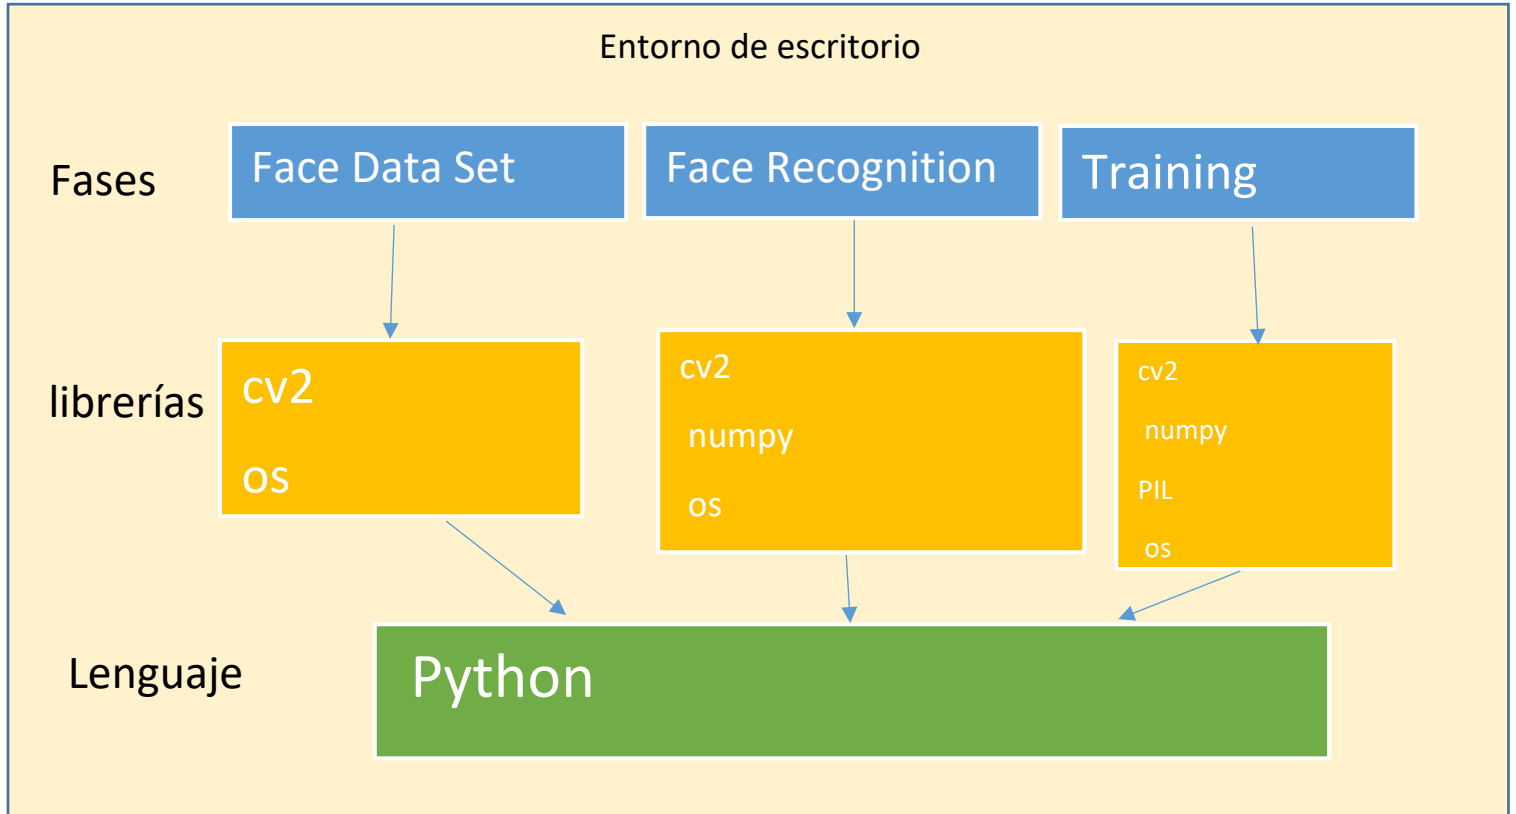 Entorno de escritorio
Fases
Face Data Set
Face Recognition
Training
librerías
cv2
os
cv2
numpy
os
cv2
numpy
PIL
os
Lenguaje
Python